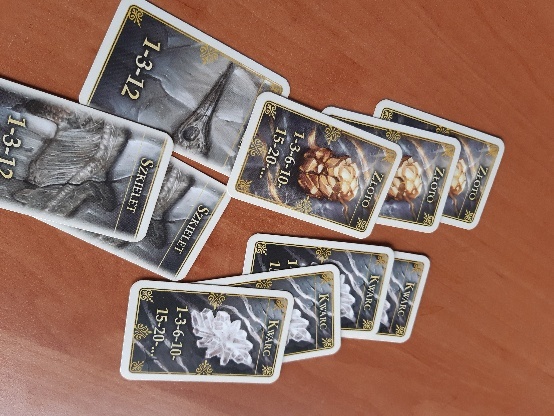 1-3-12
SZKIELET
1-3-12
SZKIELET
ZŁOTO
1-3-6-10-
15-20-...
ZŁOTO
ZŁOTO
KWARC
1-3-6-10-
15-20-...
KWARC
KWARC
KWARC